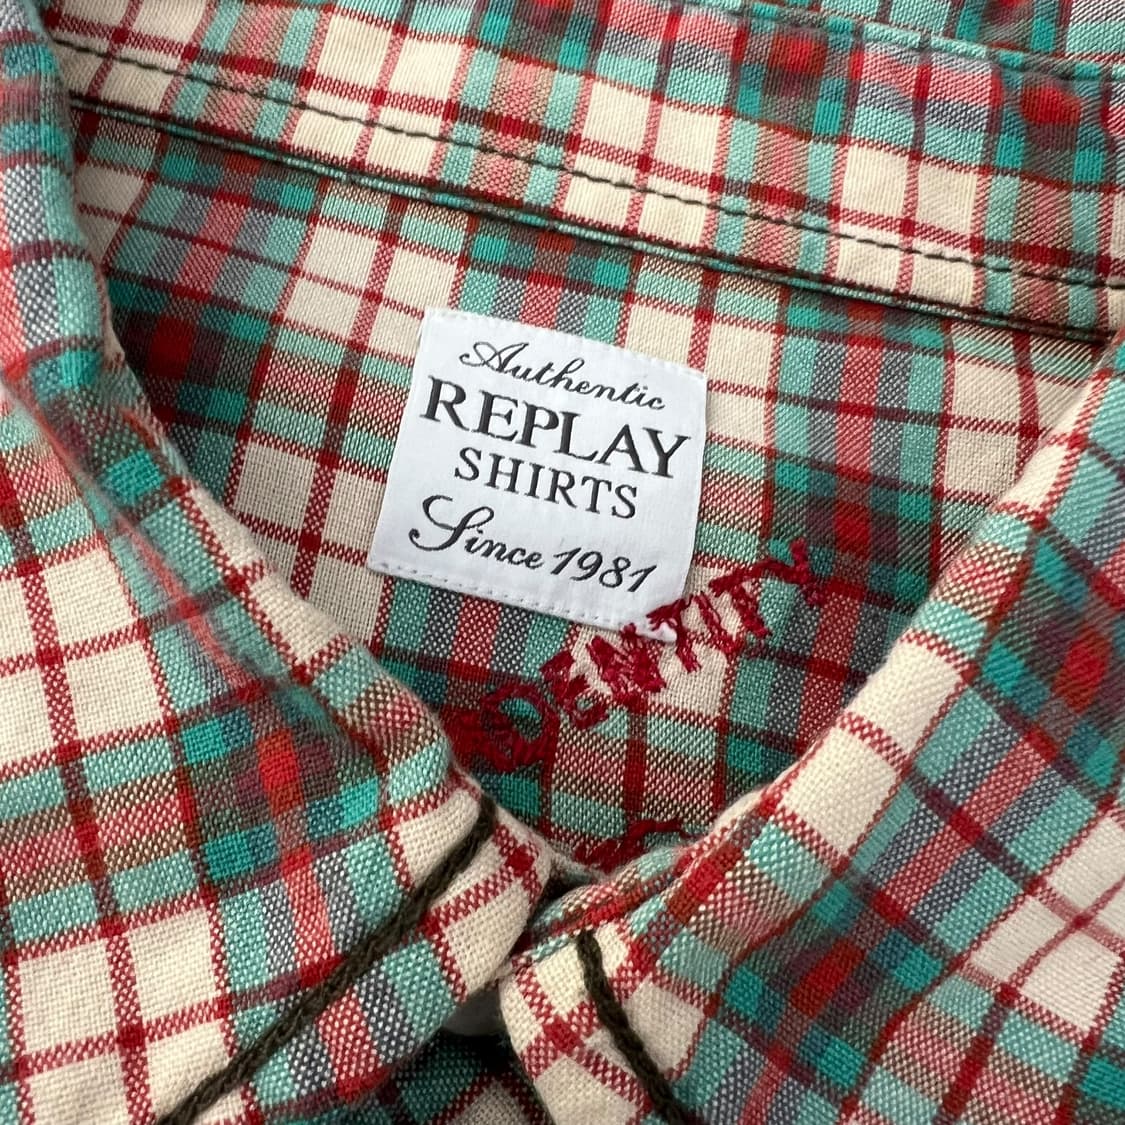 Authentic
REPLAY
SHIRTS
Since 1981